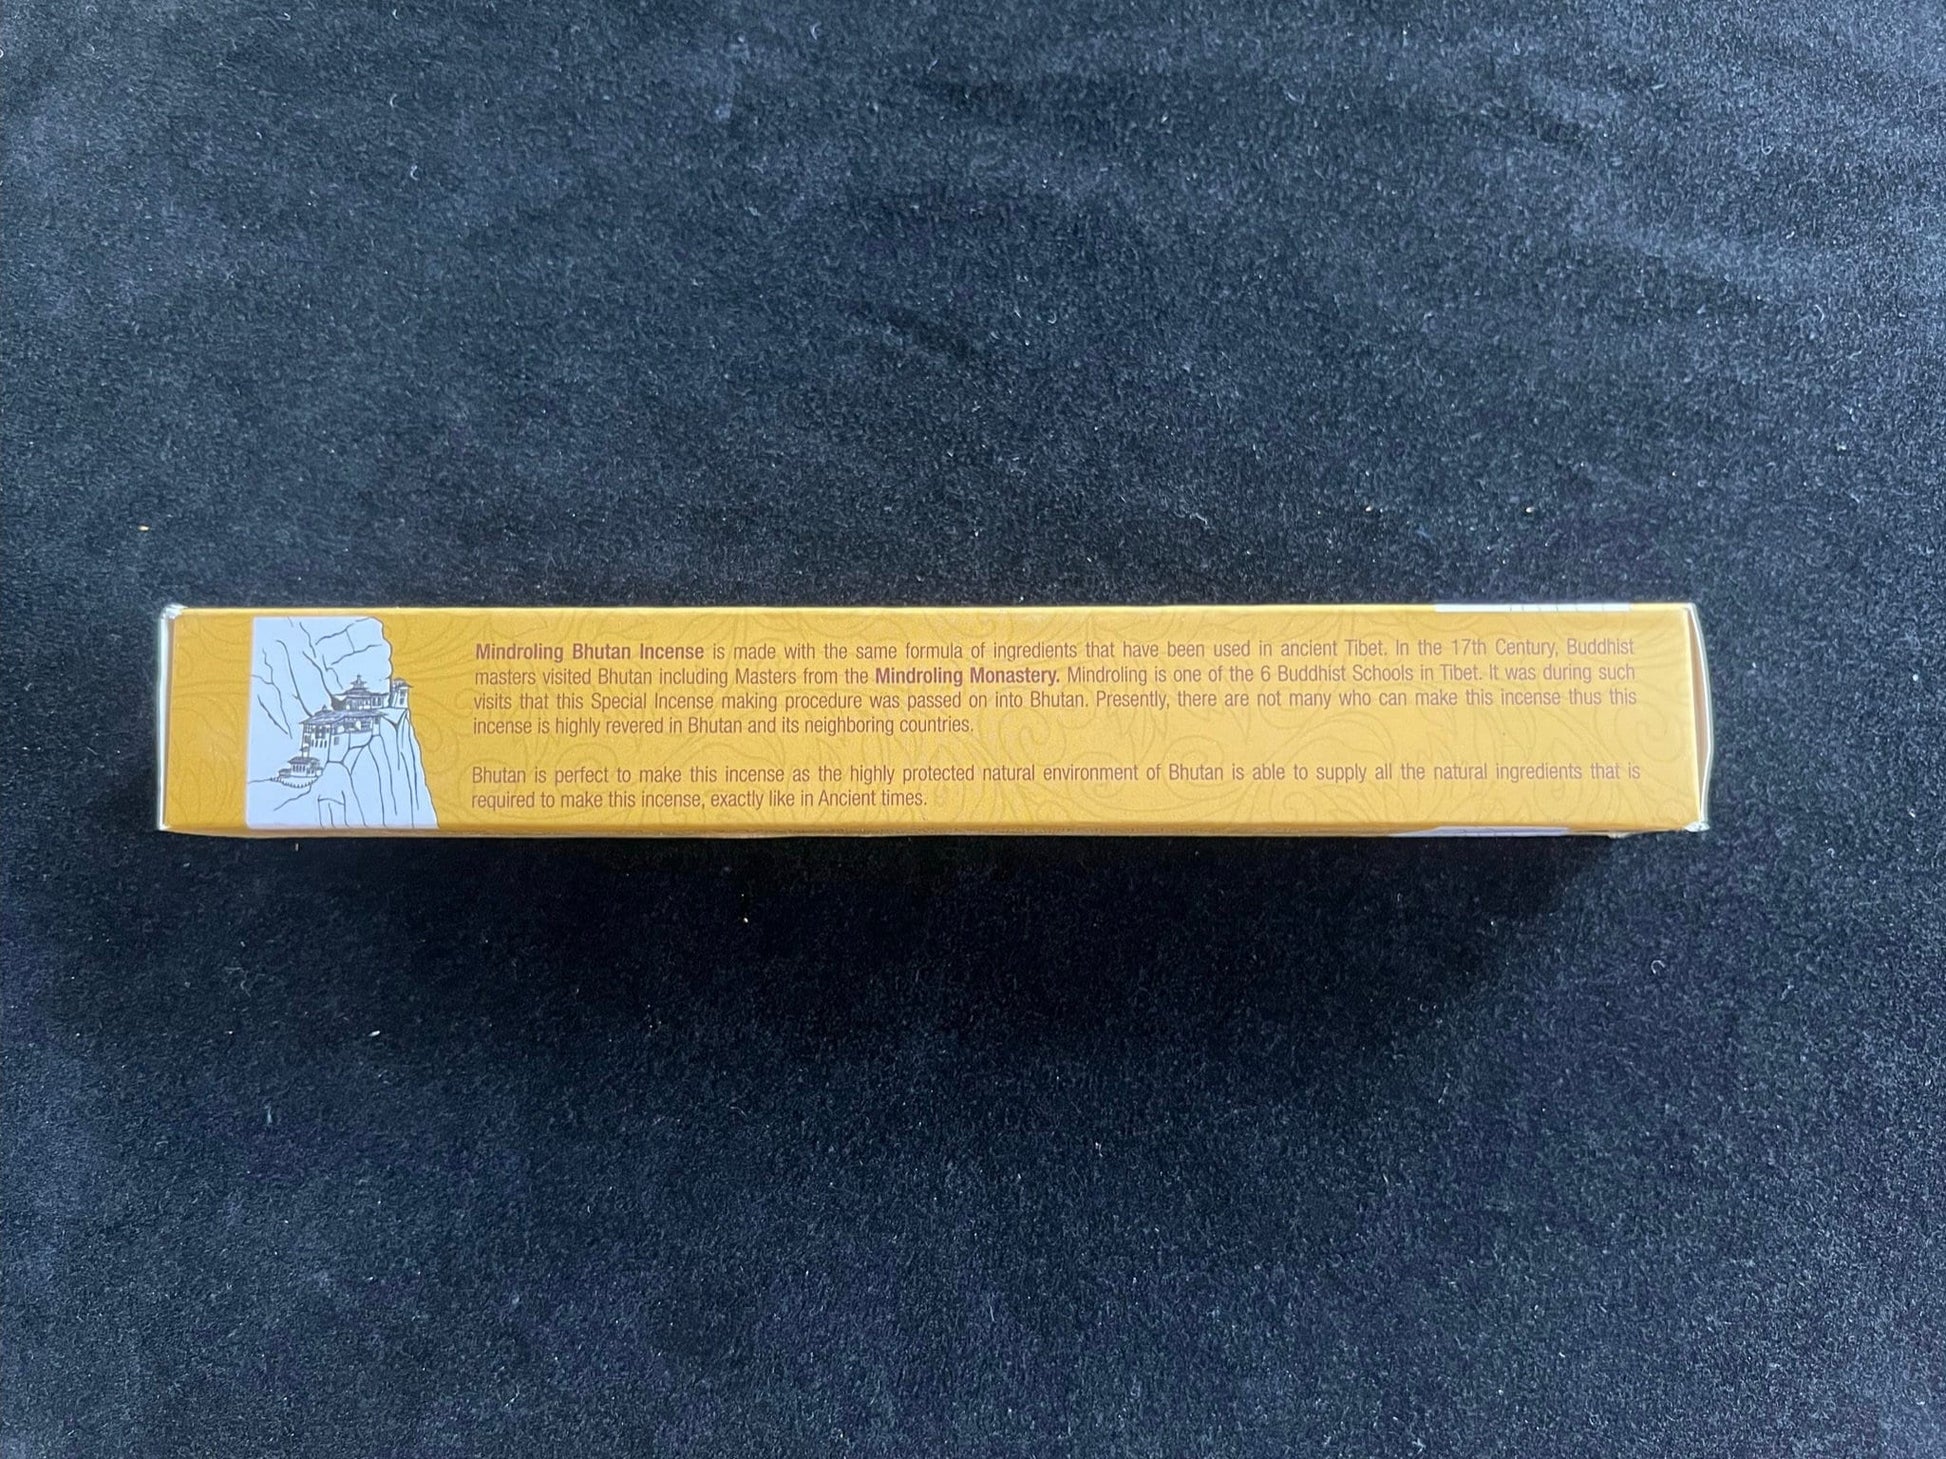 Mindroling Bhutan Incense is made with the same formula of ingredients that have been used in ancient Tibet. In the 17th Century, Buddhist
masters visited Bhutan including Masters from the Mindroling Monastery. Mindroling is one of the 6 Buddhist Schools in Tibet. It was during such
visits that this Special Incense making procedure was passed on into Bhutan. Presently, there are not many who can make this incense thus this
incense is highly revered in Bhutan and its neighboring countries.
Bhutan is perfect to make this incense as the highly protected natural environment of Bhutan is able to supply all the natural ingredients that is
required to make this incense, exactly like in Ancient times.